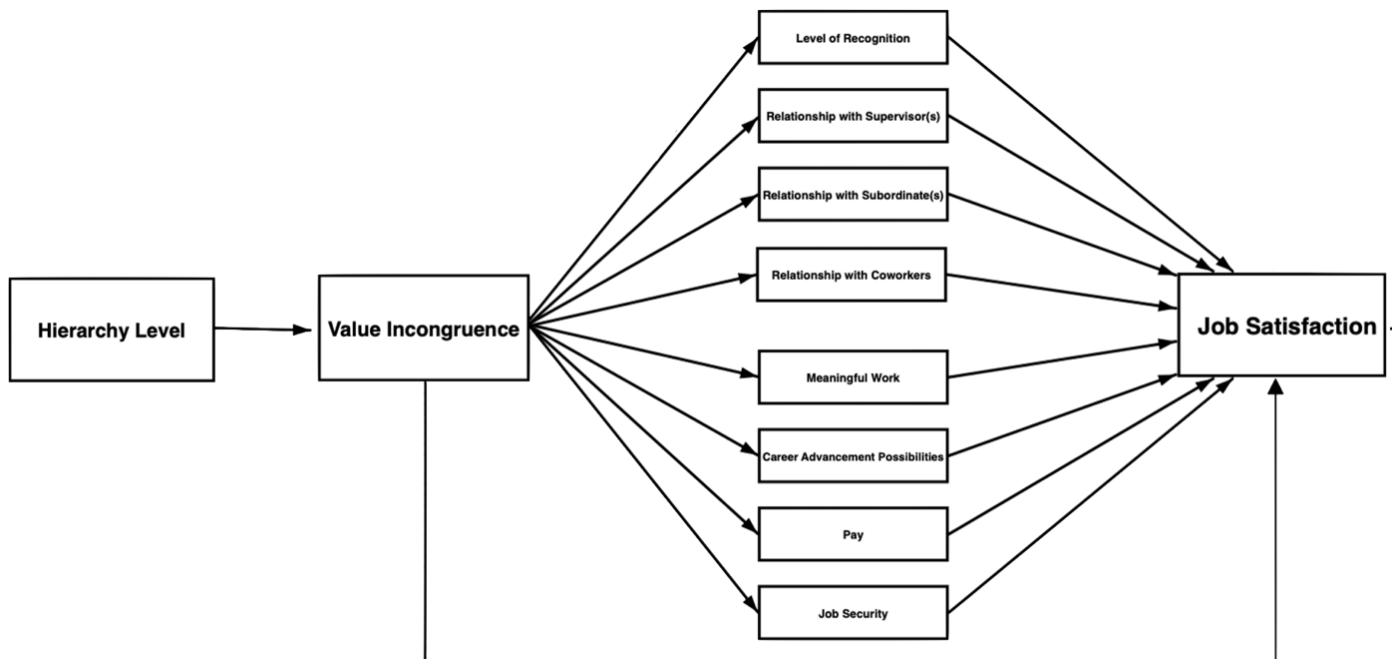 Level of Recognition
Relationship with Supervisor(s)
Relationship with Subordinate(s)
Relationship with Coworkers
Hierarchy Level
Value Incongruence
Job Satisfaction
Meaningful Work
Career Advancement Possibilities
Pay
Job Security